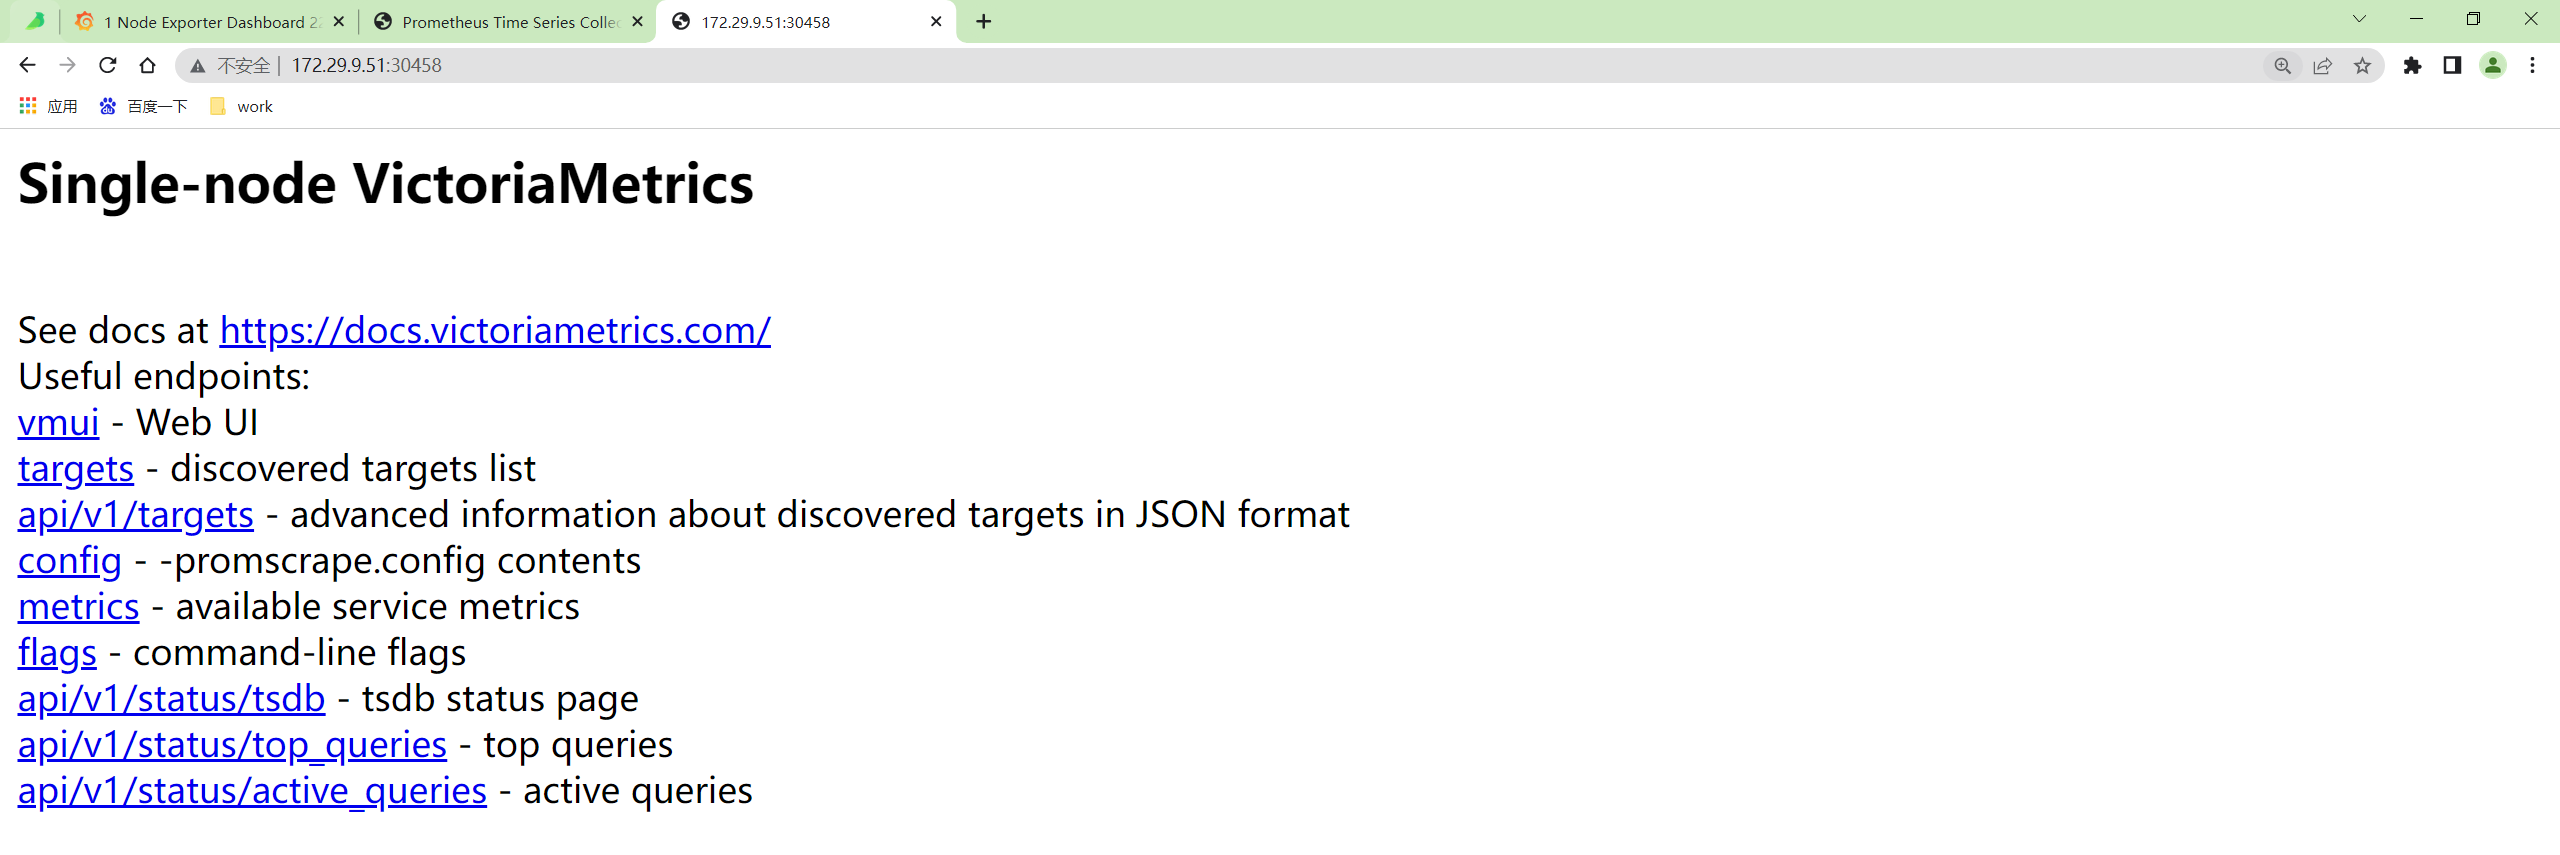 1 Node Exporter Dashboard 22
Prometheus Time Series Collec
172.29.9.51:30458
不安全 | 172.29.9.51:30458
应用 百度一下 work
Single-node VictoriaMetrics
See docs at https://docs.victoriametrics.com/
Useful endpoints:
vmui - Web UI
targets - discovered targets list
api/v1/targets - advanced information about discovered targets in JSON format
config - -promscrape.config contents
metrics - available service metrics
flags - command-line flags
api/v1/status/tsdb - tsdb status page
api/v1/status/top_queries - top queries
api/v1/status/active_queries - active queries